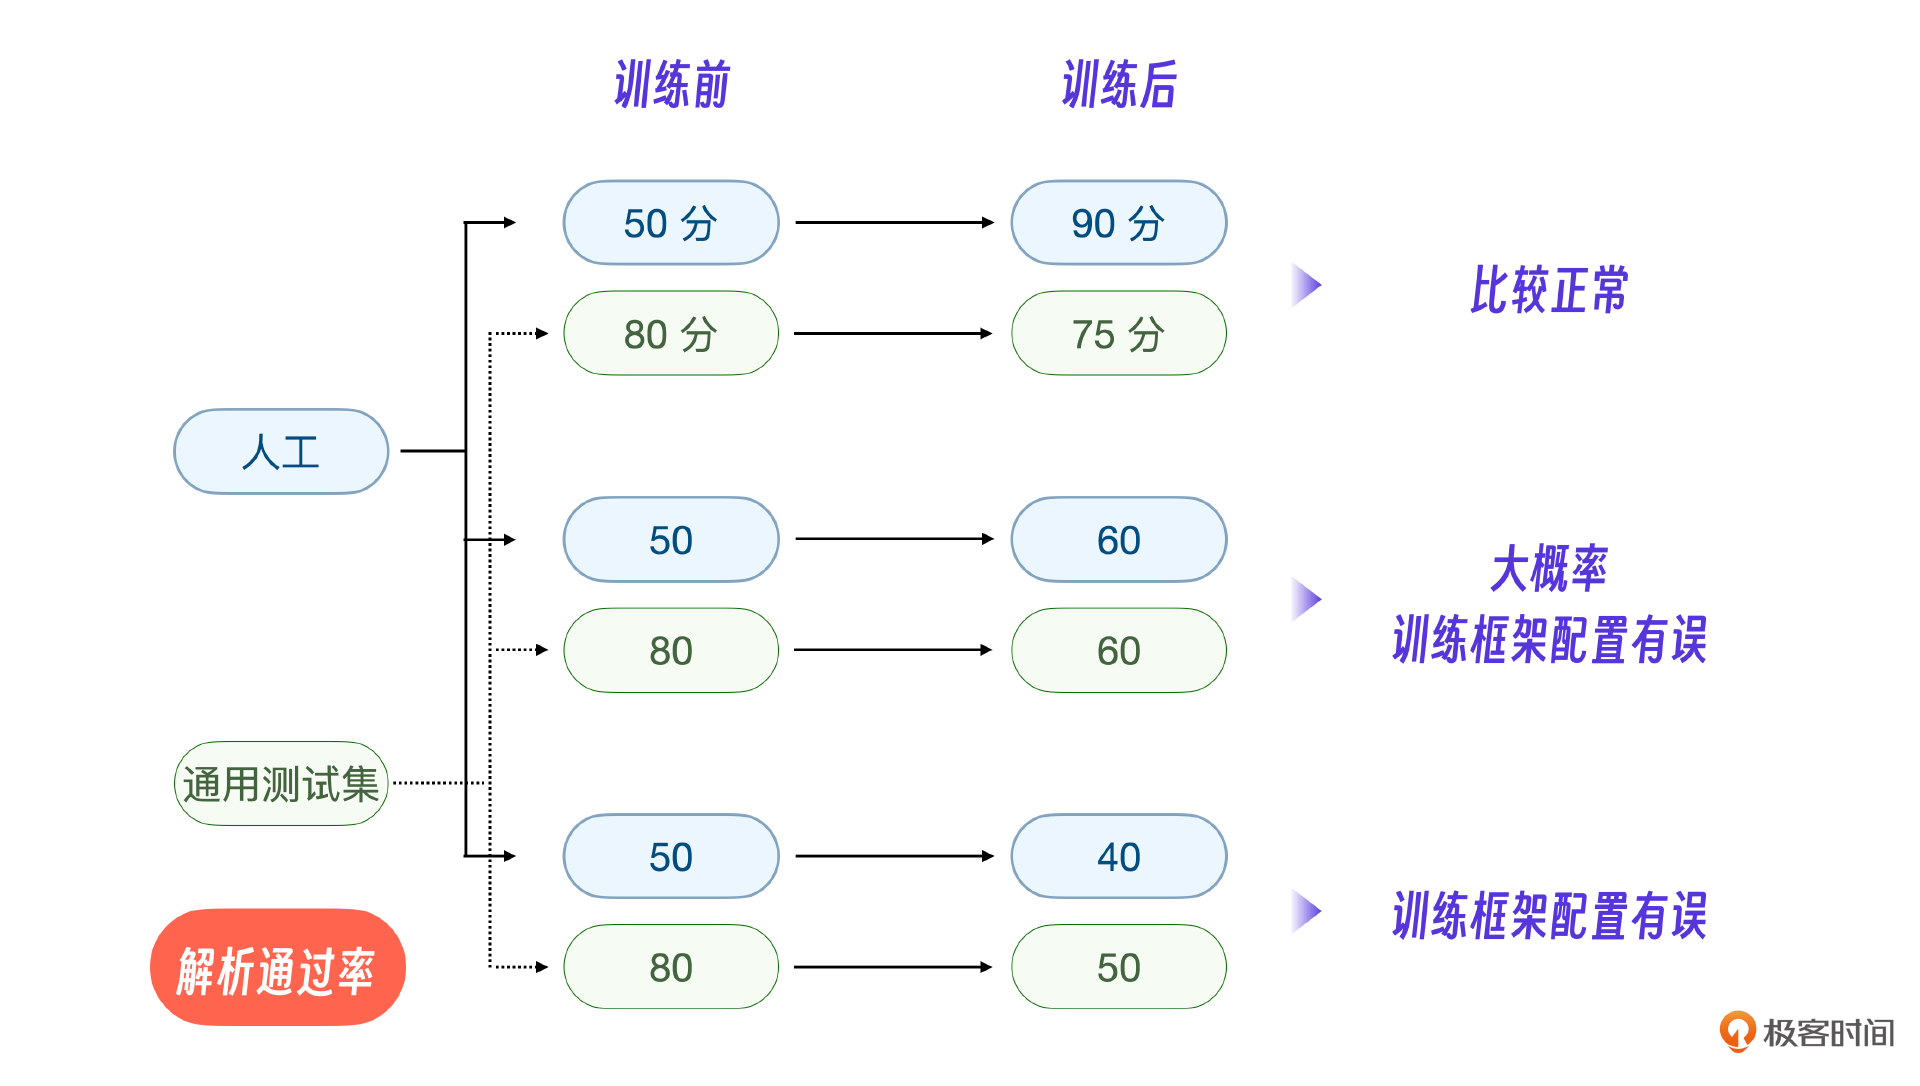 训练前
训练后
50 分
90 分
80 分
75 分
比较正常
人工
50
60
80
60
大概率
训练框架配置有误
通用测试集
50
40
80
50
训练框架配置有误
解析通过率
极客时间